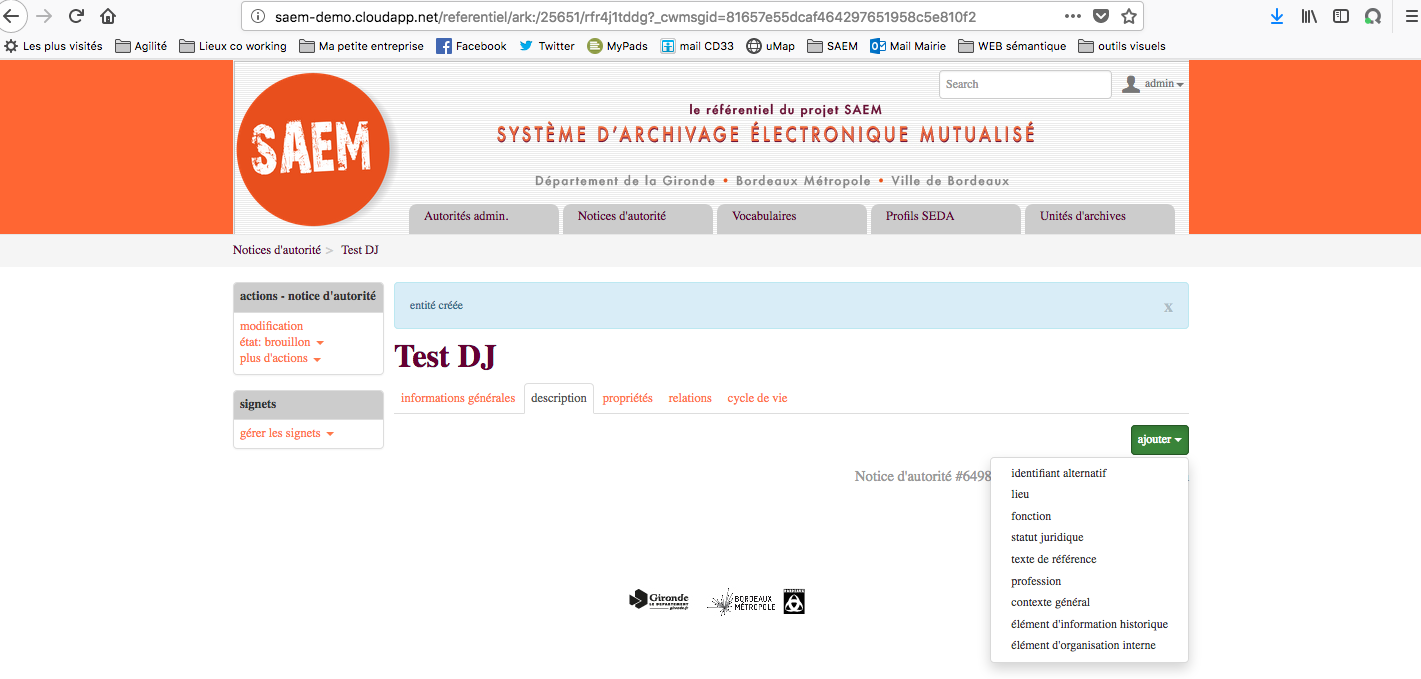 saem-demo.cloudapp.net/referentiel/ark:/25651/rfr4j1tddg?_cwmsgid=81657e55dcaf464297651958c5e810f2
Les plus visités Agilité Lieux co working Ma petite entreprise Facebook Twitter MyPads mail CD33 uMap SAEM Mail Mairie WEB sémantique outils visuels
Search admin
SAEM
le référentiel du projet SAEM
SYSTÈME D'ARCHIVAGE ÉLECTRONIQUE MUTUALISÉ
Département de la Gironde • Bordeaux Métropole • Ville de Bordeaux
Autorités admin. Notices d'autorité Vocabulaires Profils SEDA Unités d'archives
Notices d'autorité > Test DJ
actions - notice d'autorité
modification
état: brouillon
plus d'actions
signets
gérer les signets
entité créée x
Test DJ
informations générales description propriétés relations cycle de vie
ajouter
Notice d'autorité #6498
identifiant alternatif
lieu
fonction
statut juridique
texte de référence
profession
contexte général
élément d'information historique
élément d'organisation interne
Gironde
LE DÉPARTEMENT
BORDEAUX
MÉTROPOLE
BORDEAUX